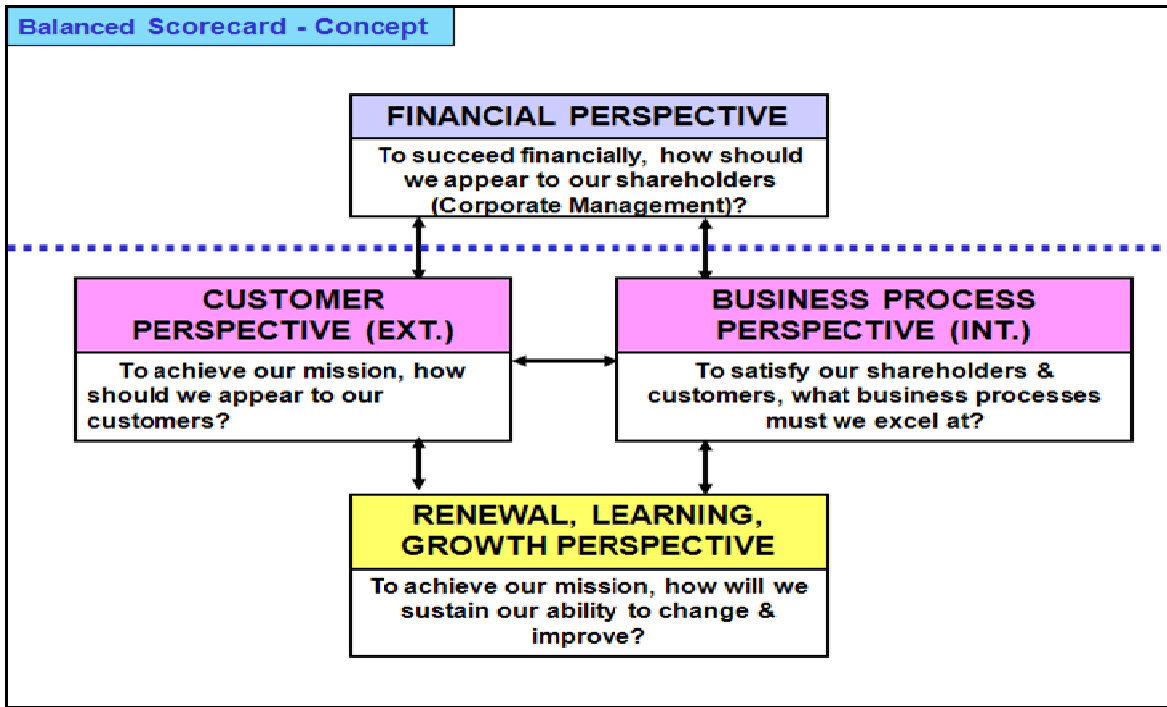 Balanced Scorecard - Concept
FINANCIAL PERSPECTIVE
To succeed financially, how should
we appear to our shareholders
(Corporate Management)?
CUSTOMER
PERSPECTIVE (EXT.)
To achieve our mission, how
should we appear to our
customers?
BUSINESS PROCESS
PERSPECTIVE (INT.)
To satisfy our shareholders &
customers, what business processes
must we excel at?
RENEWAL, LEARNING,
GROWTH PERSPECTIVE
To achieve our mission, how will we
sustain our ability to change &
improve?